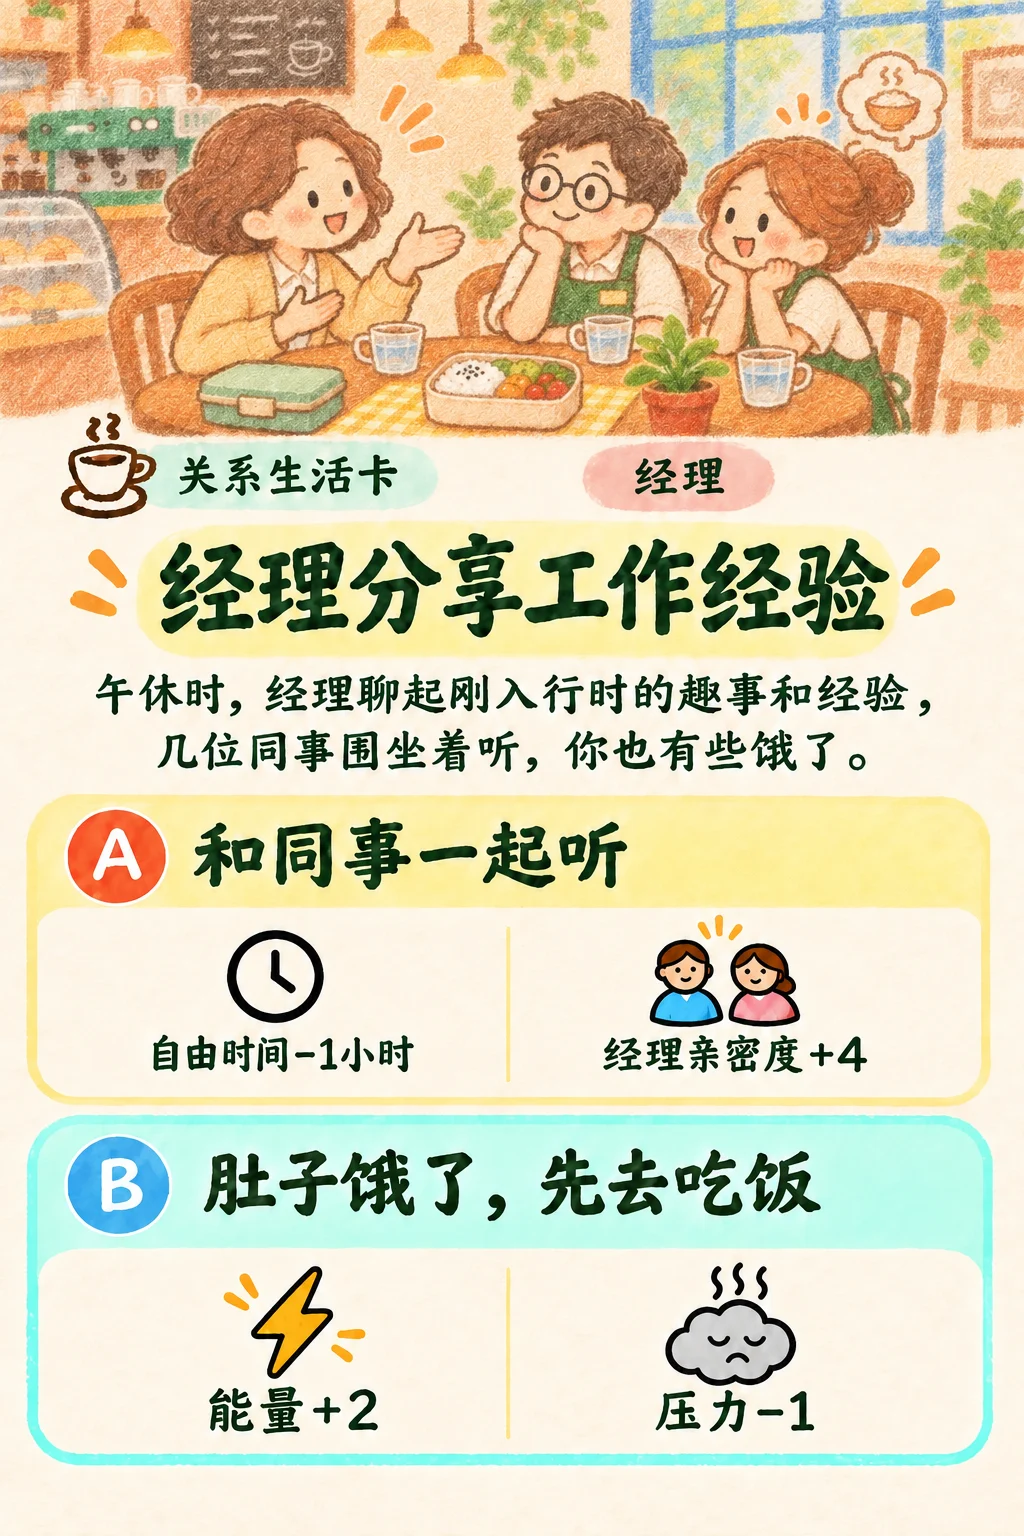 关系生活卡
经理
经理分享工作经验
午休时，经理聊起刚入行时的趣事和经验，
几位同事围坐着听，你也有些饿了。
A 和同事一起听
自由时间-1小时
经理亲密度+4
B 肚子饿了，先去吃饭
能量+2
压力-1